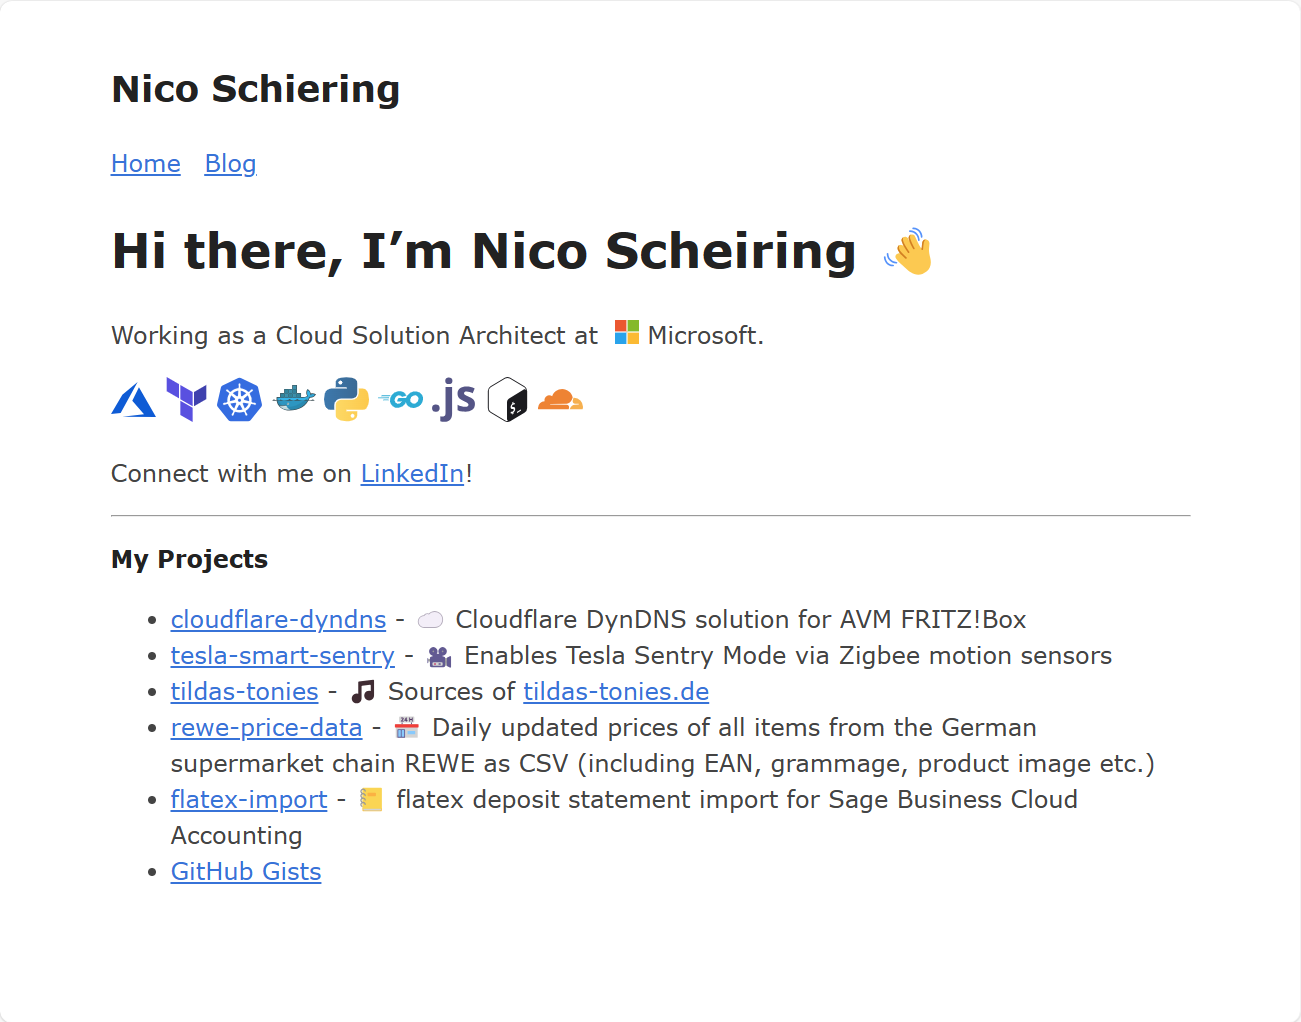 Nico Schiering
Home Blog
Hi there, I’m Nico Scheiring 👋
Working as a Cloud Solution Architect at Microsoft.
GO .js $_
Connect with me on LinkedIn!
My Projects
• cloudflare-dyndns - ☁️ Cloudflare DynDNS solution for AVM FRITZ!Box
• tesla-smart-sentry - 🎥 Enables Tesla Sentry Mode via Zigbee motion sensors
• tildas-tonies - 🎵 Sources of tildas-tonies.de
• rewe-price-data - 🏪 Daily updated prices of all items from the German
supermarket chain REWE as CSV (including EAN, grammage, product image etc.)
• flatex-import - 📒 flatex deposit statement import for Sage Business Cloud
Accounting
• GitHub Gists